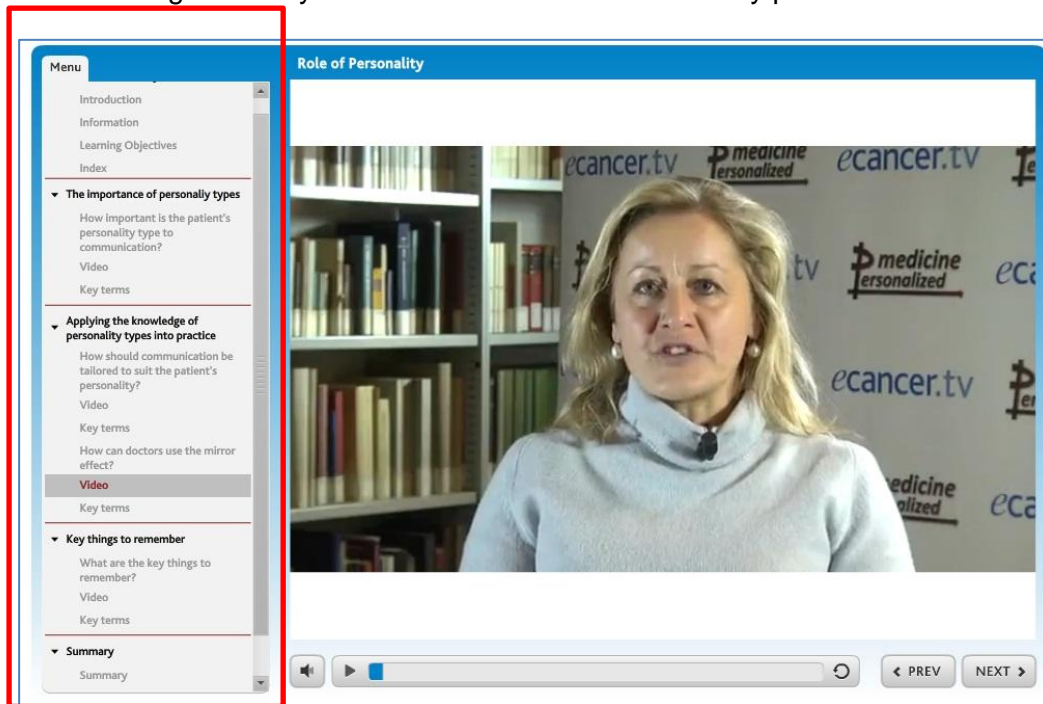 Menu
Introduction
Information
Learning Objectives
Index
The importance of personally types
How important is the patient's
personality type to
communication?
Video
Key terms
Applying the knowledge of
personality types into practice
How should communication be
tailored to suit the patient's
personality?
Video
Key terms
How can doctors use the mirror
effect?
Video
Key terms
Key things to remember
What are the key things to
remember?
Video
Key terms
Summary
Summary
Role of Personality
ecancer.tv
medicine
Personalized
ecancer.tv
tv
medicine
Personalized
ecancer.tv
PREV
NEXT